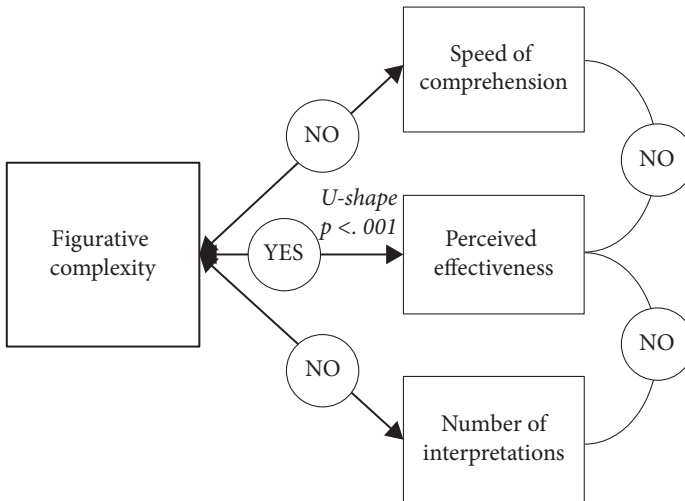 Speed of
comprehension
NO
NO
U-shape
p <. 001
Figurative
complexity
YES
Perceived
effectiveness
NO
NO
Number of
interpretations